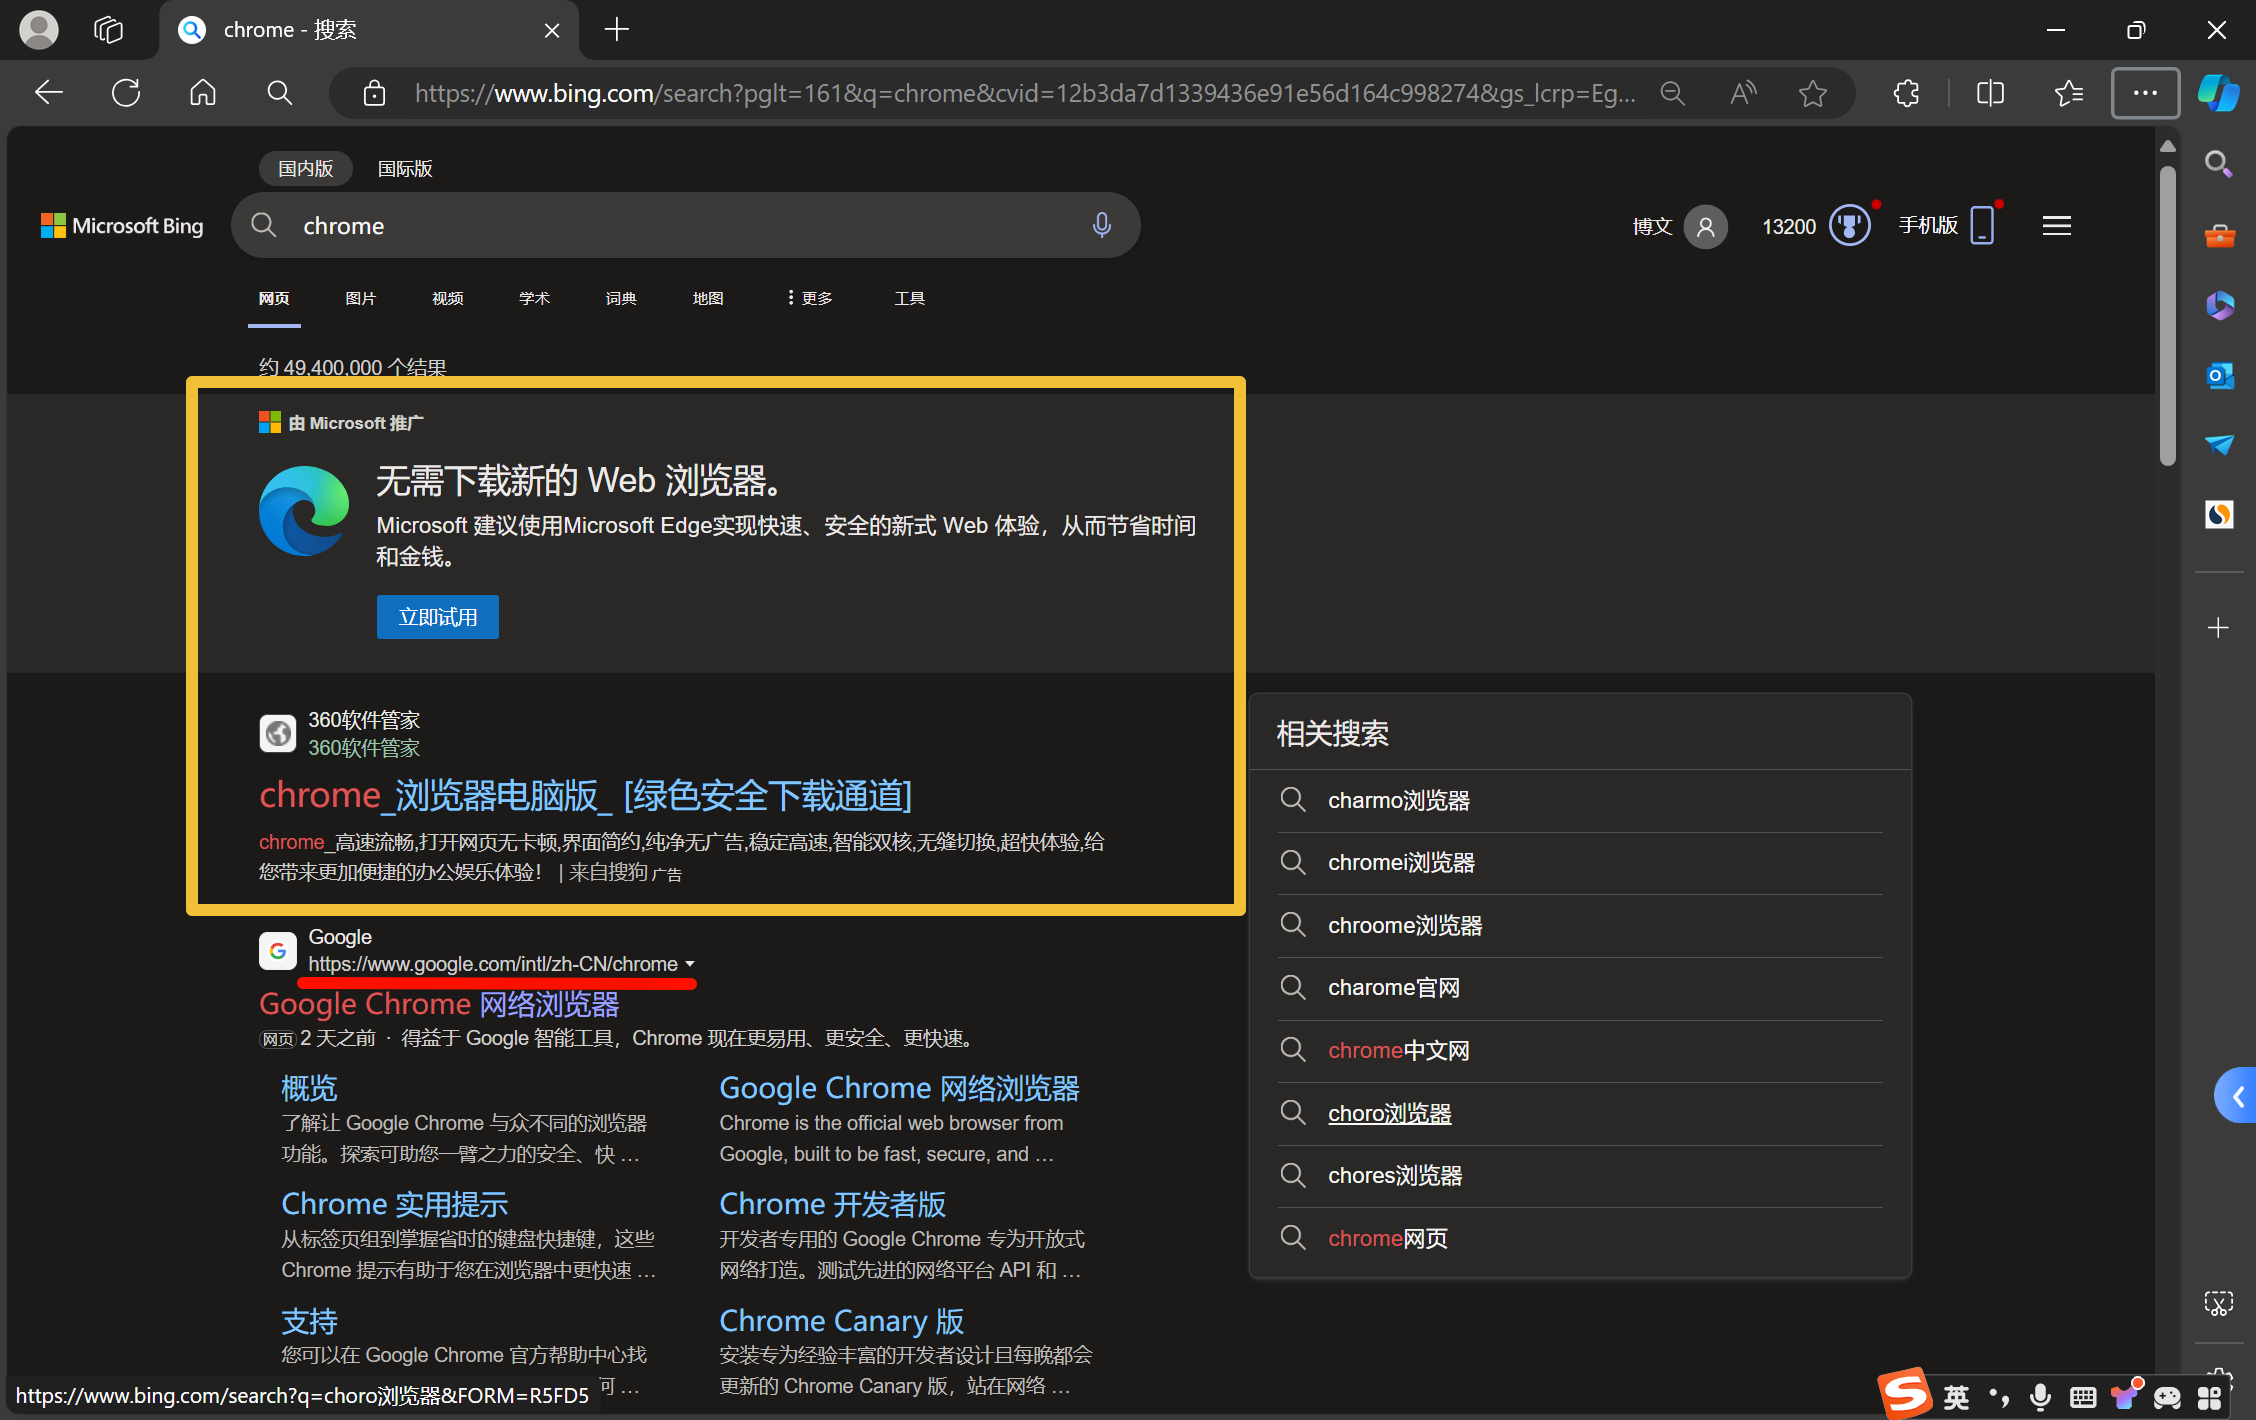 chrome - 搜索
https://www.bing.com/search?pglt=161&q=chrome&cvid=12b3da7d1339436e91e56d164c998274&gs_lcrp=Eg...
国内版 国际版
Microsoft Bing
chrome
博文
13200
手机版
网页 图片 视频 学术 词典 地图 更多 工具
约 49,400,000 个结果
由 Microsoft 推广
无需下载新的 Web 浏览器。
Microsoft 建议使用Microsoft Edge实现快速、安全的新式 Web 体验，从而节省时间
和金钱。
立即试用
360软件管家
360软件管家
chrome_浏览器电脑版_ [绿色安全下载通道]
chrome_高速流畅,打开网页无卡顿,界面简约,纯净无广告,稳定高速,智能双核,无缝切换,超快体验,给
您带来更加便捷的办公娱乐体验! | 来自搜狗 广告
Google
https://www.google.com/intl/zh-CN/chrome
Google Chrome 网络浏览器
网页 2 天之前 · 得益于 Google 智能工具，Chrome 现在更易用、更安全、更快速。
概览
了解让 Google Chrome 与众不同的浏览器
功能。探索可助您一臂之力的安全、快 …
Google Chrome 网络浏览器
Chrome is the official web browser from
Google, built to be fast, secure, and …
Chrome 实用提示
从标签页组到掌握省时的键盘快捷键，这些
Chrome 提示有助于您在浏览器中更快速 …
Chrome 开发者版
开发者专用的 Google Chrome 专为开放式
网络打造。测试先进的网络平台 API 和 …
支持
您可以在 Google Chrome 官方帮助中心找
何 …
Chrome Canary 版
安装专为经验丰富的开发者设计且每晚都会
更新的 Chrome Canary 版，站在网络 …
相关搜索
charmo浏览器
chromei浏览器
chroome浏览器
charome官网
chrome中文网
choro浏览器
chores浏览器
chrome网页
https://www.bing.com/search?q=choro浏览器&FORM=R5FD5
英